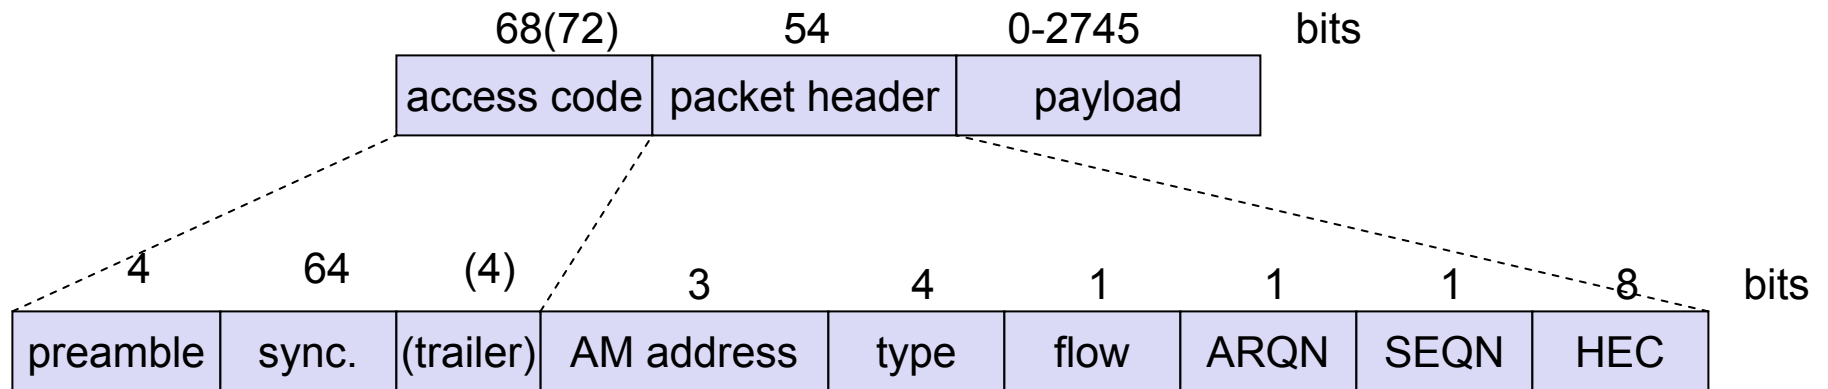 68(72) 54 0-2745 bits
access code packet header payload
4 64 (4) 3 4 1 1 1 8 bits
preamble sync. (trailer) AM address type flow ARQN SEQN HEC